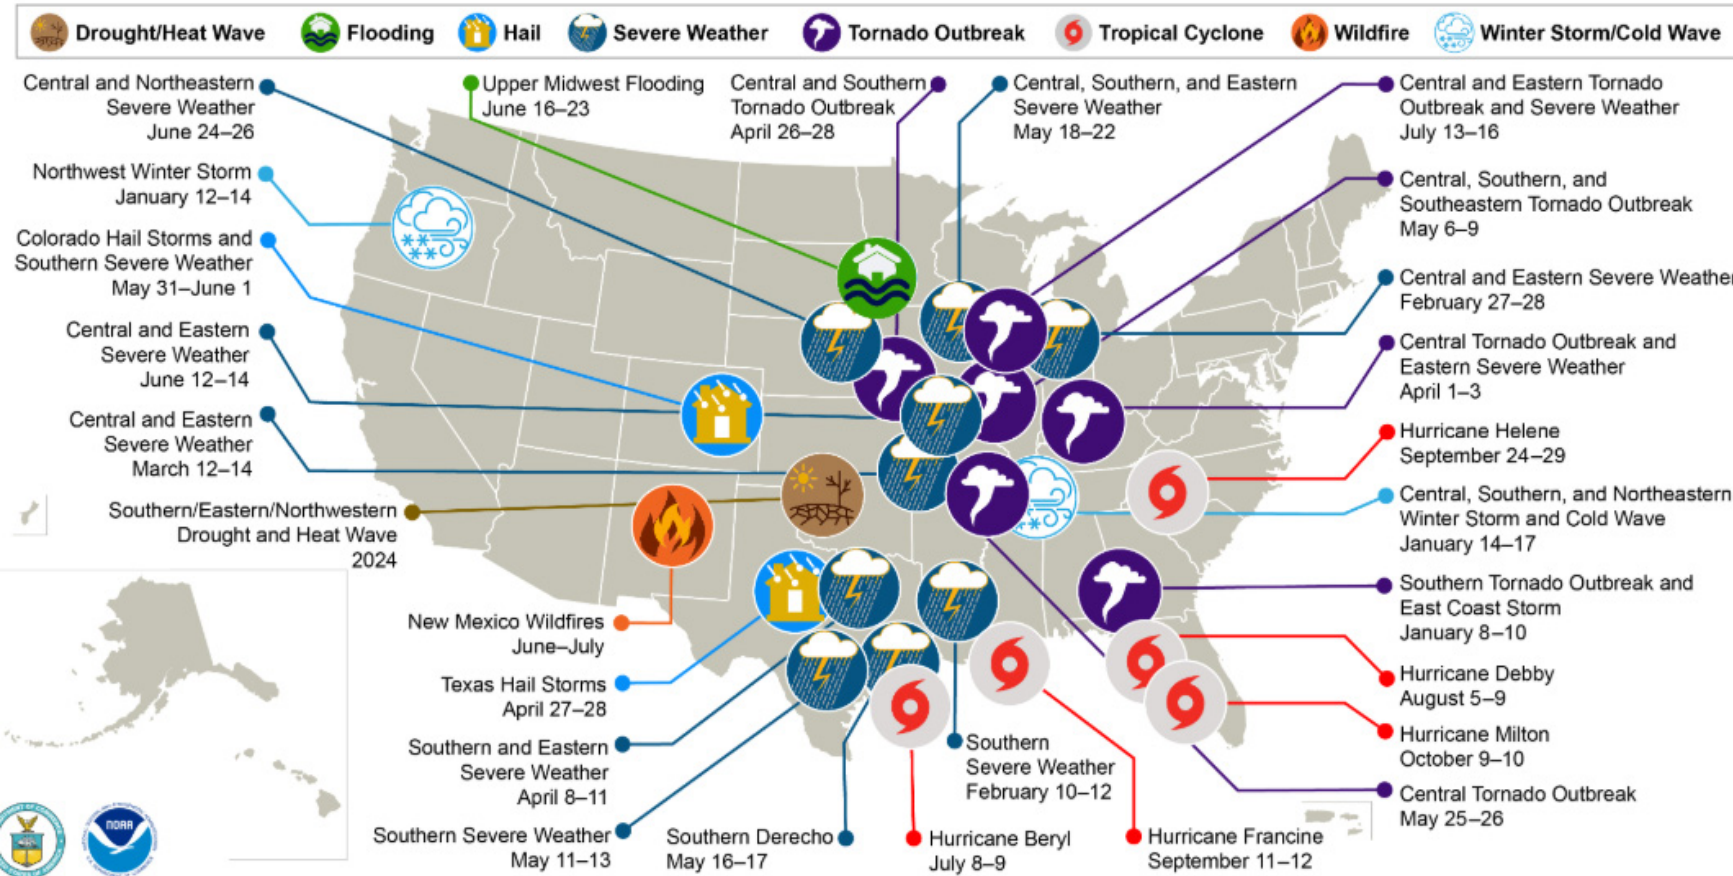 Drought/Heat Wave
Flooding
Hail
Severe Weather
Tornado Outbreak
Tropical Cyclone
Wildfire
Winter Storm/Cold Wave
Central and Northeastern
Severe Weather
June 24–26
Upper Midwest Flooding
June 16–23
Central and Southern
Tornado Outbreak
April 26–28
Central, Southern, and Eastern
Severe Weather
May 18–22
Central and Eastern Tornado
Outbreak and Severe Weather
July 13–16
Northwest Winter Storm
January 12–14
Central, Southern, and
Southeastern Tornado Outbreak
May 6–9
Colorado Hail Storms and
Southern Severe Weather
May 31–June 1
Central and Eastern Severe Weather
February 27–28
Central and Eastern
Severe Weather
June 12–14
Central Tornado Outbreak and
Eastern Severe Weather
April 1–3
Central and Eastern
Severe Weather
March 12–14
Hurricane Helene
September 24–29
Southern/Eastern/Northwestern
Drought and Heat Wave
2024
Central, Southern, and Northeastern
Winter Storm and Cold Wave
January 14–17
New Mexico Wildfires
June–July
Southern Tornado Outbreak and
East Coast Storm
January 8–10
Texas Hail Storms
April 27–28
Hurricane Debby
August 5–9
Southern and Eastern
Severe Weather
April 8–11
Southern
Severe Weather
February 10–12
Hurricane Milton
October 9–10
Southern Severe Weather
May 11–13
Southern Derecho
May 16–17
Hurricane Beryl
July 8–9
Hurricane Francine
September 11–12
Central Tornado Outbreak
May 25–26
NOAA